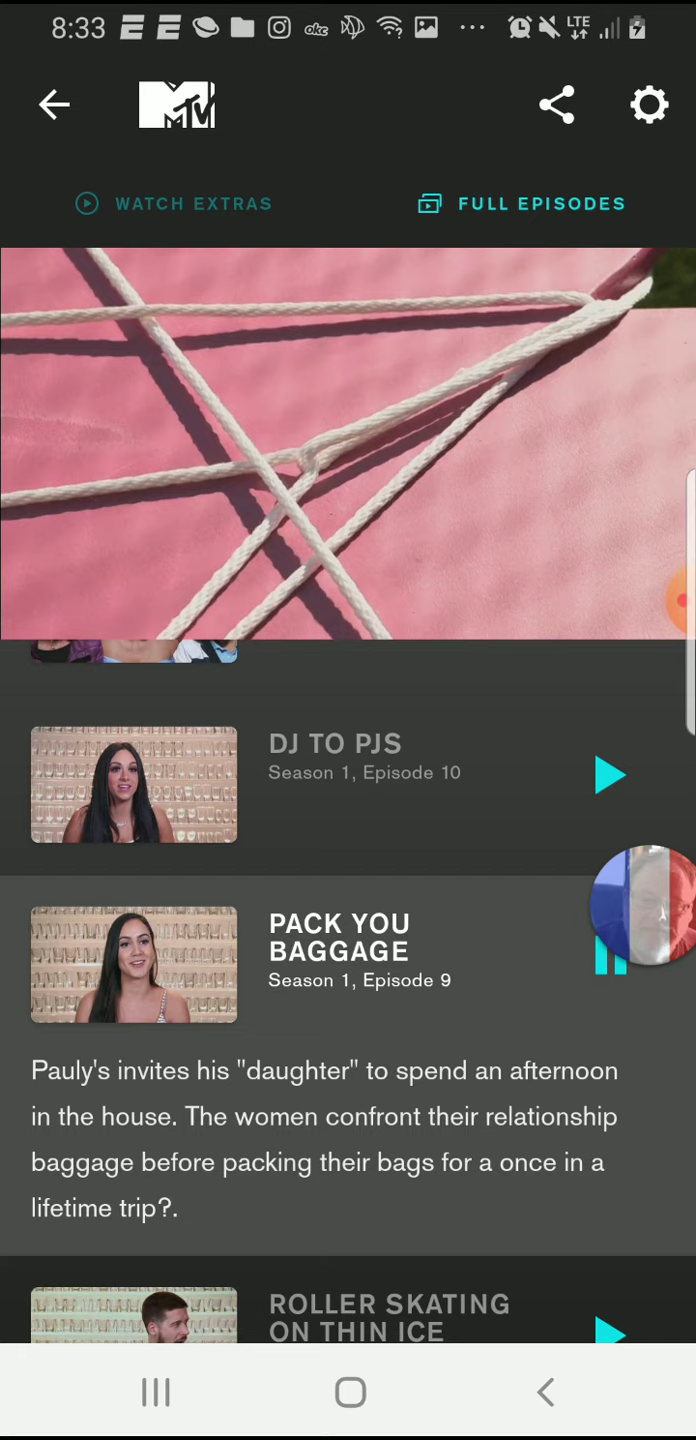 8:33
okc
LTE
MTV
WATCH EXTRAS
FULL EPISODES
DJ TO PJS
Season 1, Episode 10
PACK YOU
BAGGAGE
Season 1, Episode 9
Pauly's invites his "daughter" to spend an afternoon
in the house. The women confront their relationship
baggage before packing their bags for a once in a
lifetime trip?.
ROLLER SKATING
ON THIN ICE